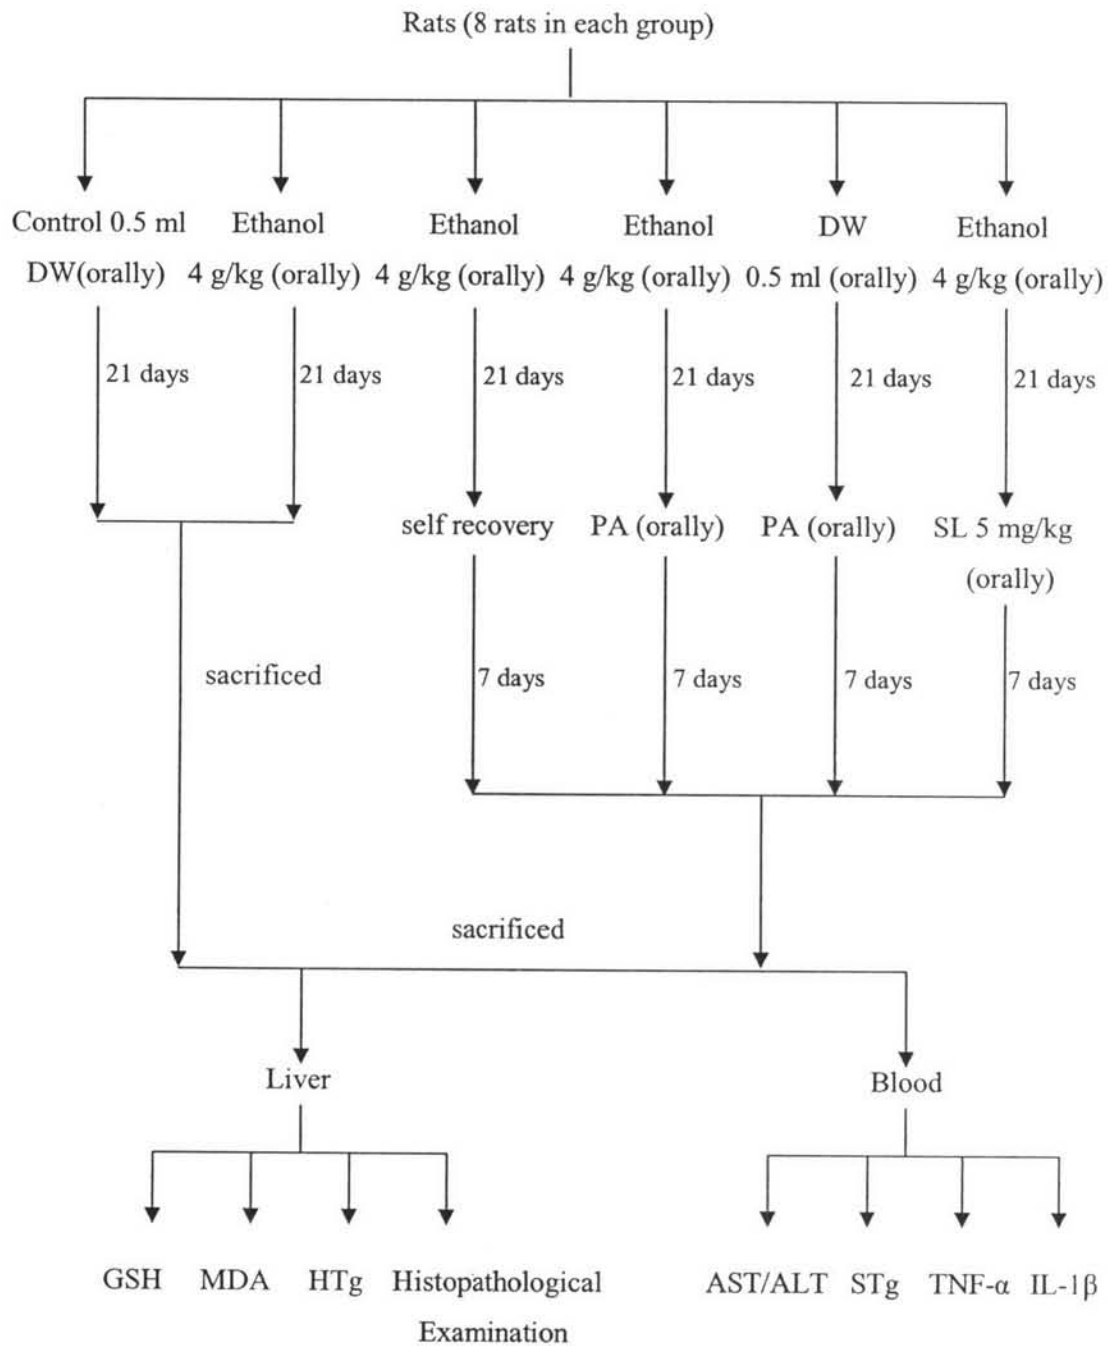 Rats (8 rats in each group)
Control 0.5 ml Ethanol Ethanol Ethanol DW Ethanol
DW(orally) 4 g/kg (orally) 4 g/kg (orally) 4 g/kg (orally) 0.5 ml (orally) 4 g/kg (orally)
21 days 21 days 21 days 21 days 21 days 21 days
self recovery PA (orally) PA (orally) SL 5 mg/kg
(orally)
sacrificed 7 days 7 days 7 days 7 days
sacrificed
Liver Blood
GSH MDA HTg Histopathological AST/ALT STg TNF-α IL-1β
Examination